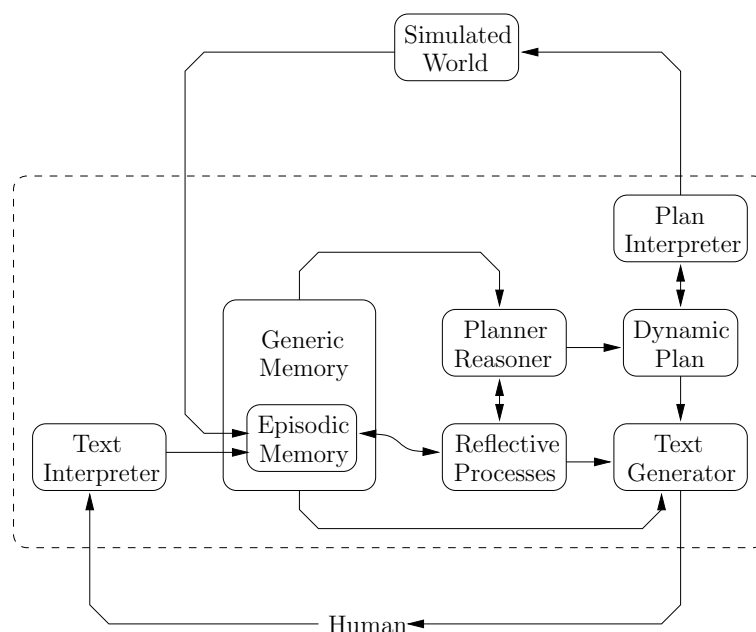 Simulated
World
Plan
Interpreter
Generic
Memory
Planner
Reasoner
Dynamic
Plan
Text
Interpreter
Episodic
Memory
Reflective
Processes
Text
Generator
Human